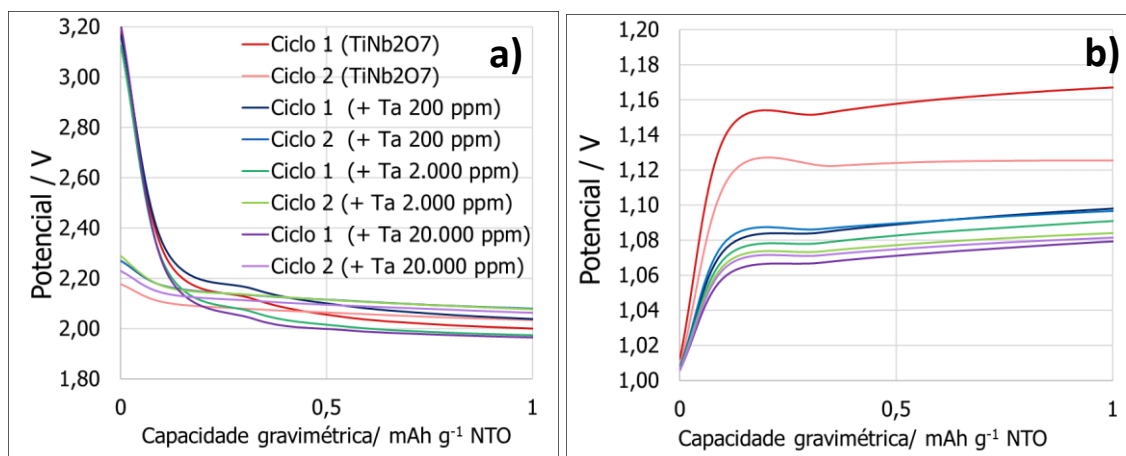 a)
Potencial / V
3,20
3,00
2,80
2,60
2,40
2,20
2,00
1,80
Ciclo 1 (TiNb2O7)
Ciclo 2 (TiNb2O7)
Ciclo 1 (+ Ta 200 ppm)
Ciclo 2 (+ Ta 200 ppm)
Ciclo 1 (+ Ta 2.000 ppm)
Ciclo 2 (+ Ta 2.000 ppm)
Ciclo 1 (+ Ta 20.000 ppm)
Ciclo 2 (+ Ta 20.000 ppm)
0 0,5 1
Capacidade gravimétrica/ mAh g⁻¹ NTO
b)
Potencial / V
1,20
1,18
1,16
1,14
1,12
1,10
1,08
1,06
1,04
1,02
1,00
0 0,5 1
Capacidade gravimétrica/ mAh g⁻¹ NTO